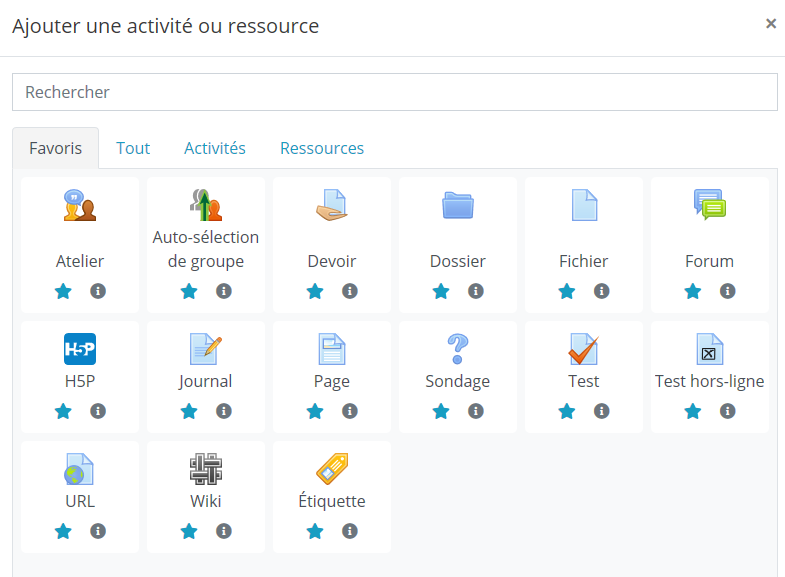 Ajouter une activité ou ressource
×
Rechercher
Favoris Tout Activités Ressources
Atelier
Auto-sélection
de groupe
Devoir
Dossier
Fichier
Forum
H5P
H5P
Journal
Page
Sondage
Test
Test hors-ligne
URL
Wiki
Étiquette